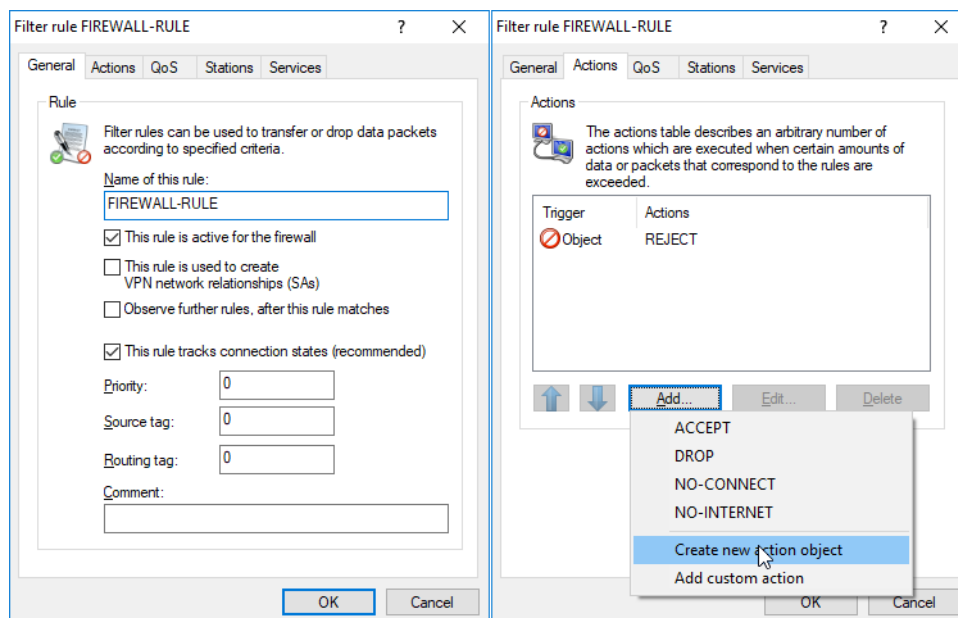 Filter rule FIREWALL-RULE
General Actions QoS Stations Services
Rule
Filter rules can be used to transfer or drop data packets
according to specified criteria.
Name of this rule:
FIREWALL-RULE
This rule is active for the firewall
This rule is used to create
VPN network relationships (SAs)
Observe further rules, after this rule matches
This rule tracks connection states (recommended)
Priority: 0
Source tag: 0
Routing tag: 0
Comment:
OK Cancel
Filter rule FIREWALL-RULE
General Actions QoS Stations Services
Actions
The actions table describes an arbitrary number of
actions which are executed when certain amounts of
data or packets that correspond to the rules are
exceeded.
Trigger Actions
Object REJECT
Add... Edit... Delete
ACCEPT
DROP
NO-CONNECT
NO-INTERNET
Create new action object
Add custom action
OK Cancel